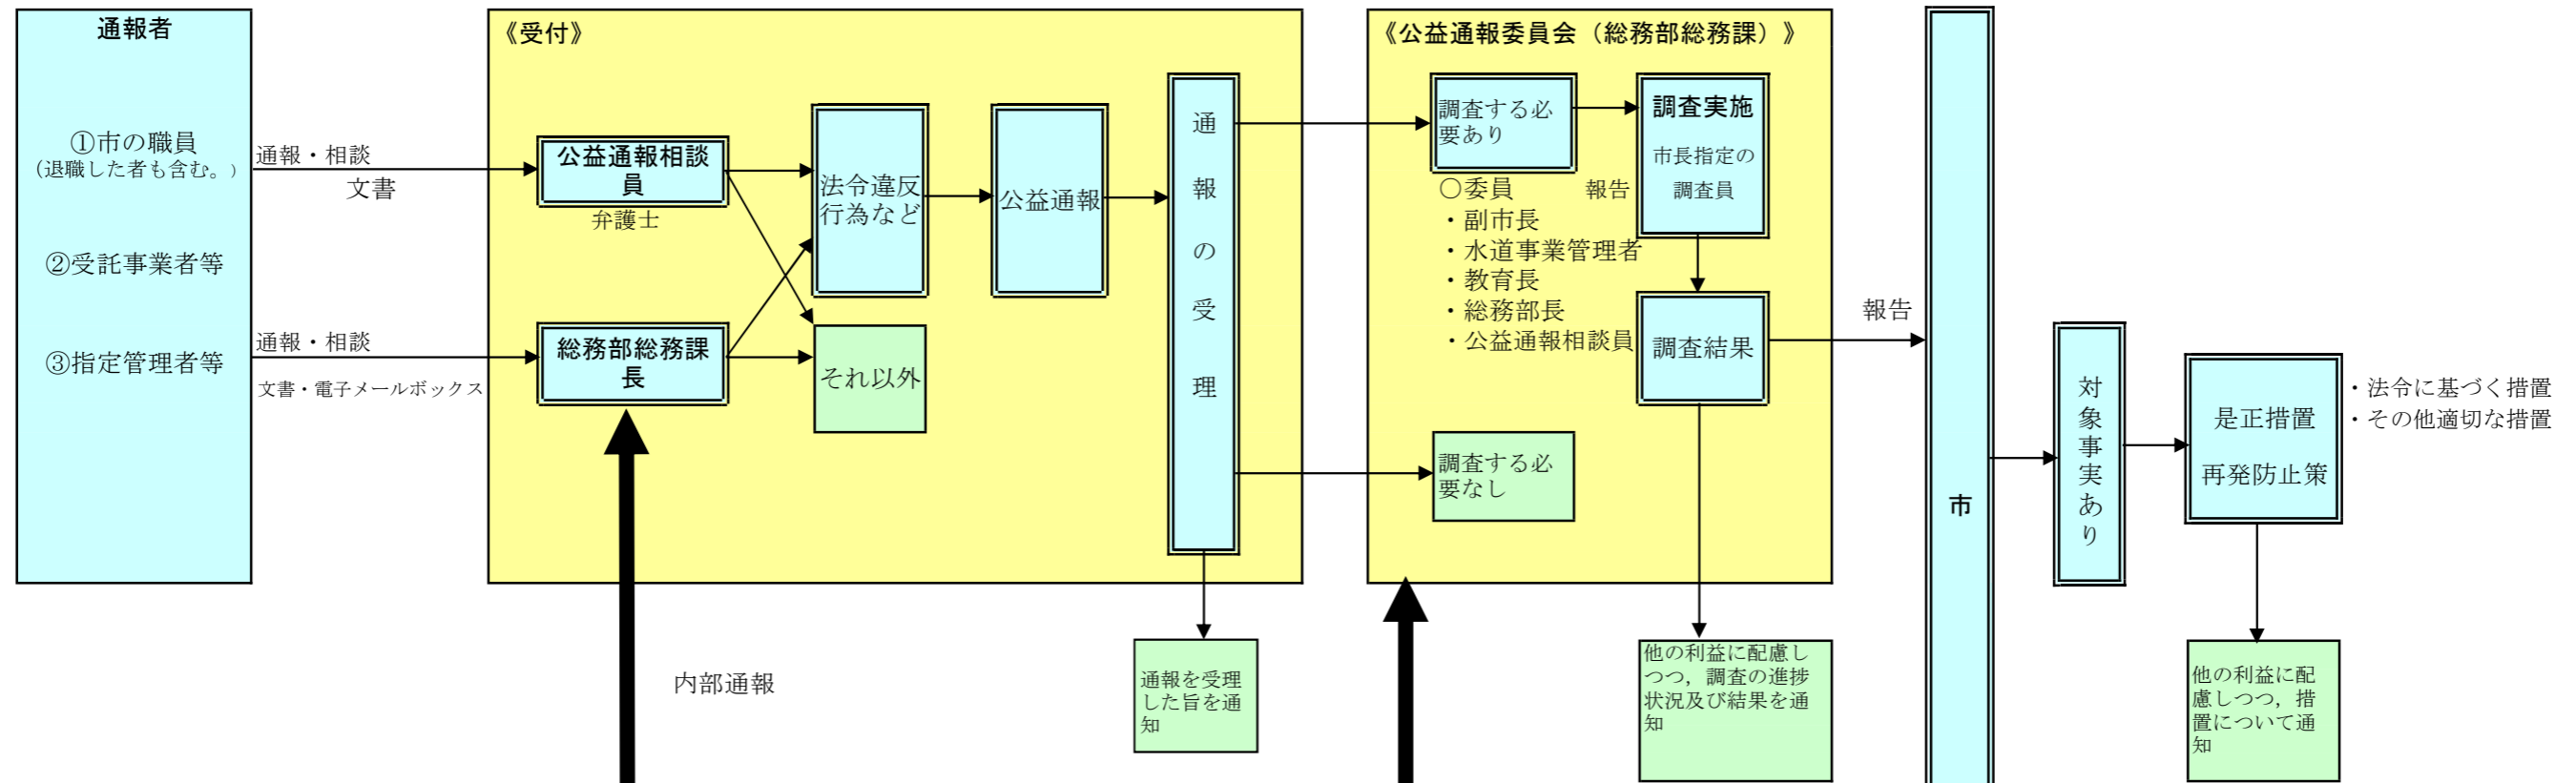 通報者
①市の職員
（退職した者も含む。）
②受託事業者等
③指定管理者等
通報・相談
文書
通報・相談
文書・電子メールボックス
《受付》
公益通報相談
員
弁護士
総務部総務課
長
法令違反
行為など
それ以外
公益通報
通報の受理
内部通報
通報を受理
した旨を通
知
《公益通報委員会（総務部総務課）》
調査する必
要あり
○委員
・副市長
・水道事業管理者
・教育長
・総務部長
・公益通報相談員
報告
調査実施
市長指定の
調査員
調査結果
調査する必
要なし
他の利益に配慮し
つつ，調査の進捗
状況及び結果を通
知
報告
市
対象事実あり
是正措置
再発防止策
・法令に基づく措置
・その他適切な措置
他の利益に配
慮しつつ，措
置について通
知